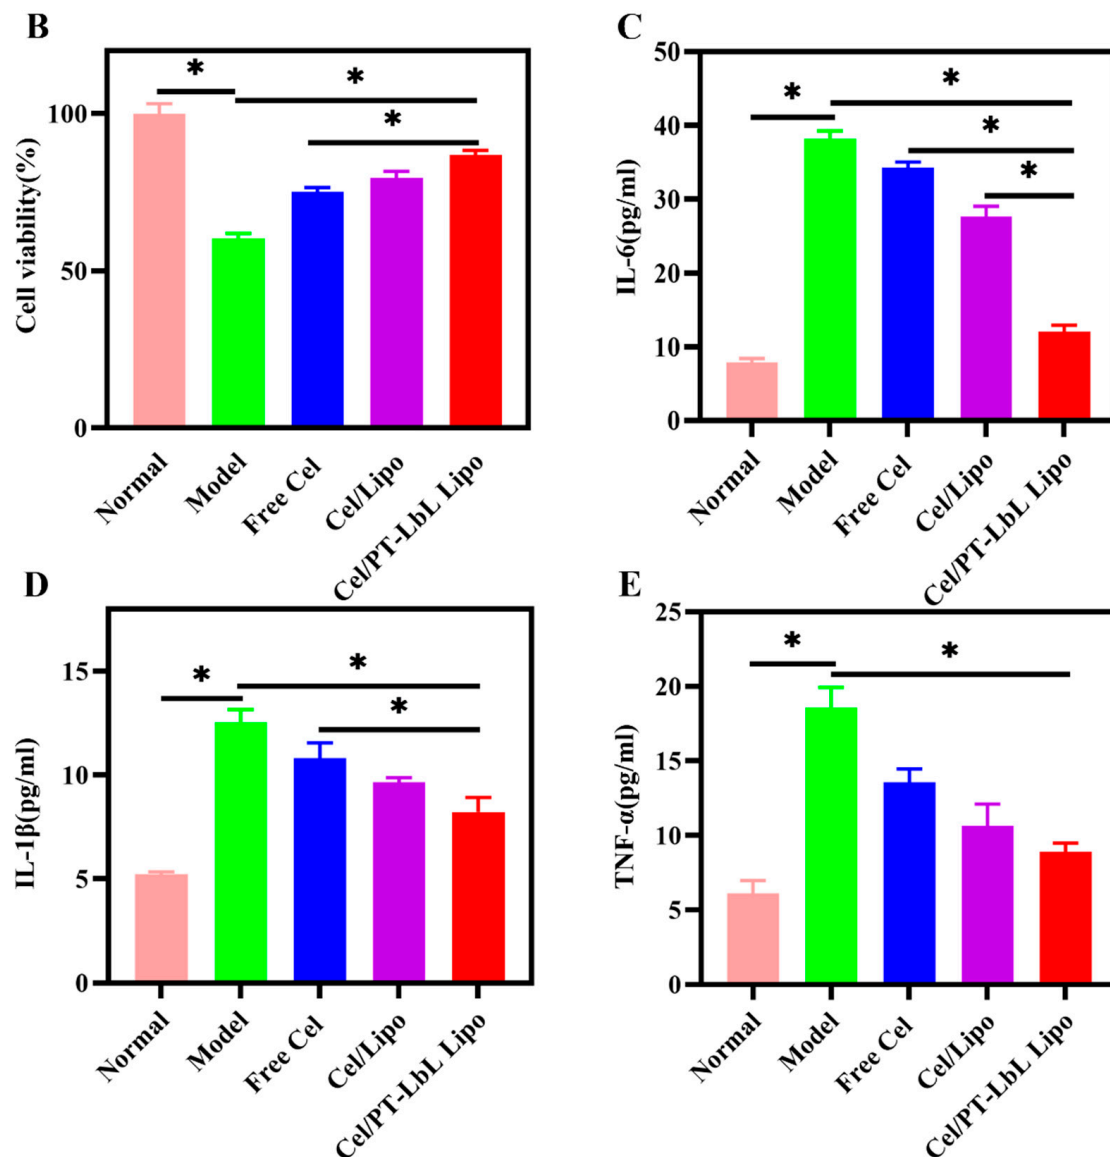 B
Cell viability(%)
100
50
0
*
*
*
Normal
Model
Free Cel
Cel/Lipo
Cel/PT-LbL Lipo
C
IL-6(pg/ml)
50
40
30
20
10
0
*
*
*
*
Normal
Model
Free Cel
Cel/Lipo
Cel/PT-LbL Lipo
D
IL-1β(pg/ml)
15
10
5
0
*
*
*
Normal
Model
Free Cel
Cel/Lipo
Cel/PT-LbL Lipo
E
TNF-α(pg/ml)
25
20
15
10
5
0
*
*
Normal
Model
Free Cel
Cel/Lipo
Cel/PT-LbL Lipo